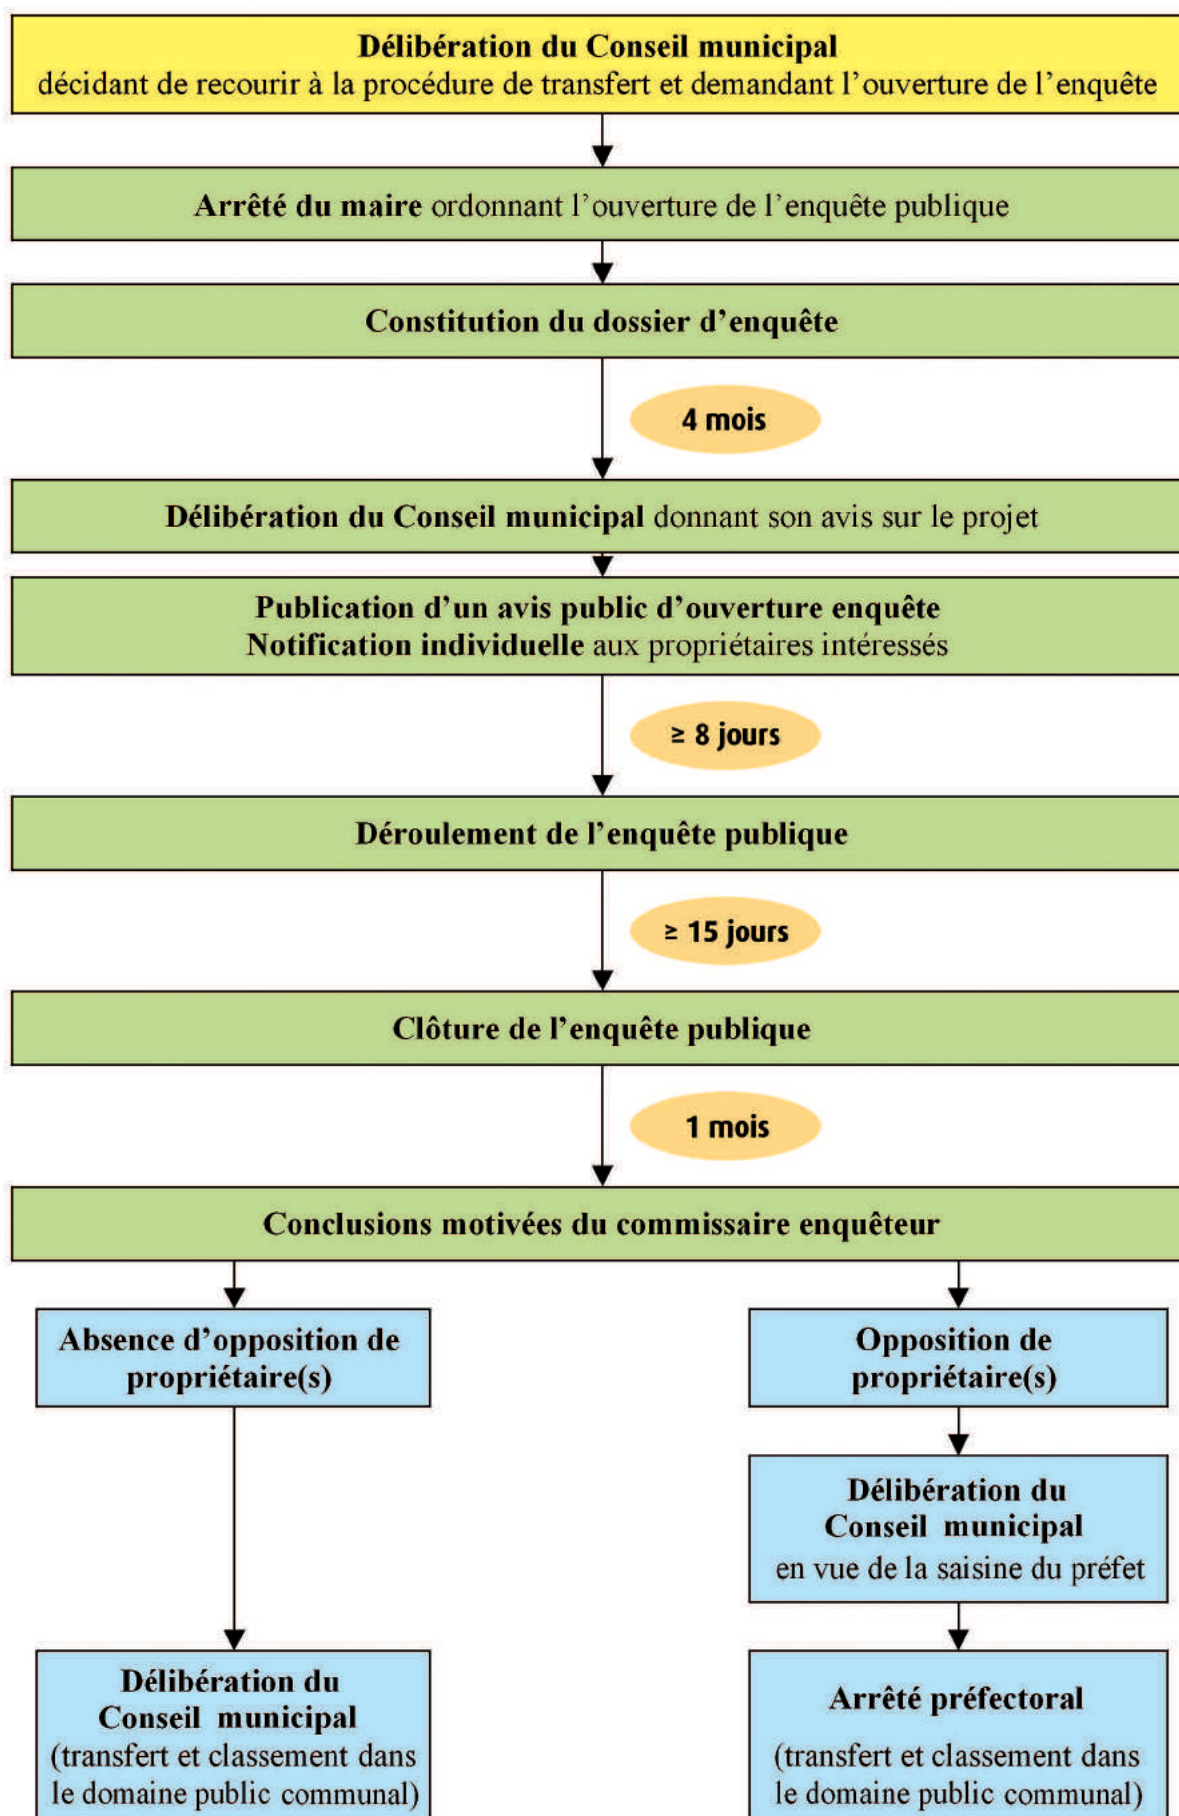 Délibération du Conseil municipal
décidant de recourir à la procédure de transfert et demandant l’ouverture de l’enquête
Arrêté du maire ordonnant l’ouverture de l’enquête publique
Constitution du dossier d’enquête
4 mois
Délibération du Conseil municipal donnant son avis sur le projet
Publication d’un avis public d’ouverture enquête
Notification individuelle aux propriétaires intéressés
≥ 8 jours
Déroulement de l’enquête publique
≥ 15 jours
Clôture de l’enquête publique
1 mois
Conclusions motivées du commissaire enquêteur
Absence d’opposition de
propriétaire(s)
Délibération du
Conseil municipal
(transfert et classement dans
le domaine public communal)
Opposition de
propriétaire(s)
Délibération du
Conseil municipal
en vue de la saisine du préfet
Arrêté préfectoral
(transfert et classement dans
le domaine public communal)